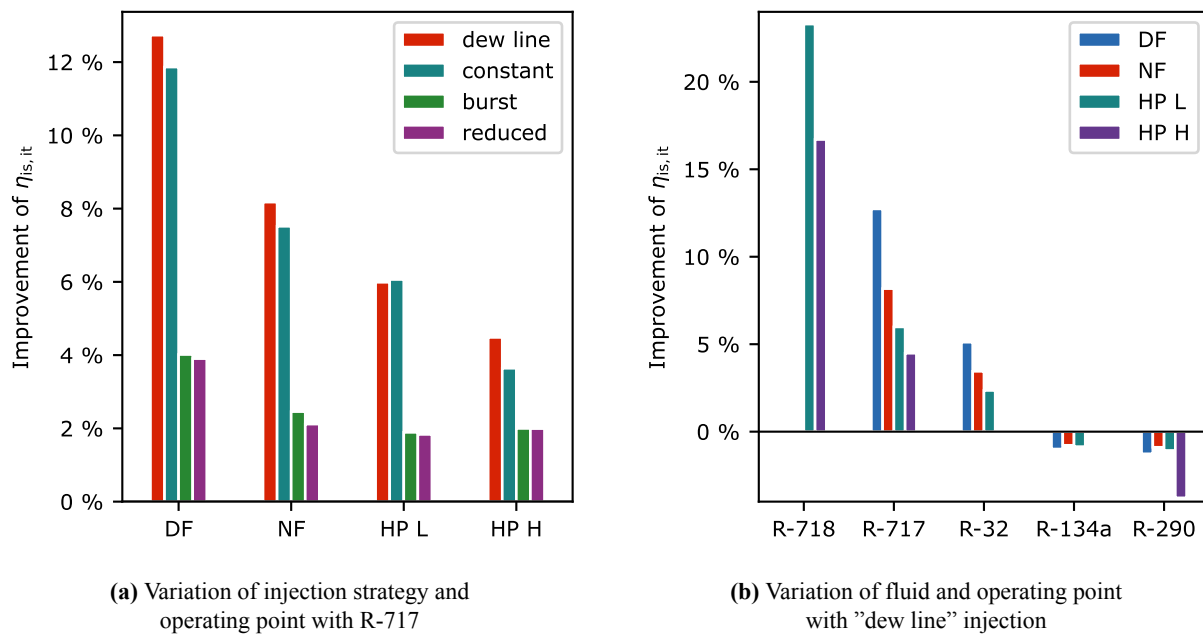 12 %
10 %
8 %
6 %
4 %
2 %
0 %
Improvement of ηis, it
dew line
constant
burst
reduced
DF
NF
HP L
HP H
(a) Variation of injection strategy and
operating point with R-717
20 %
15 %
10 %
5 %
0 %
Improvement of ηis, it
DF
NF
HP L
HP H
R-718
R-717
R-32
R-134a
R-290
(b) Variation of fluid and operating point
with ”dew line” injection